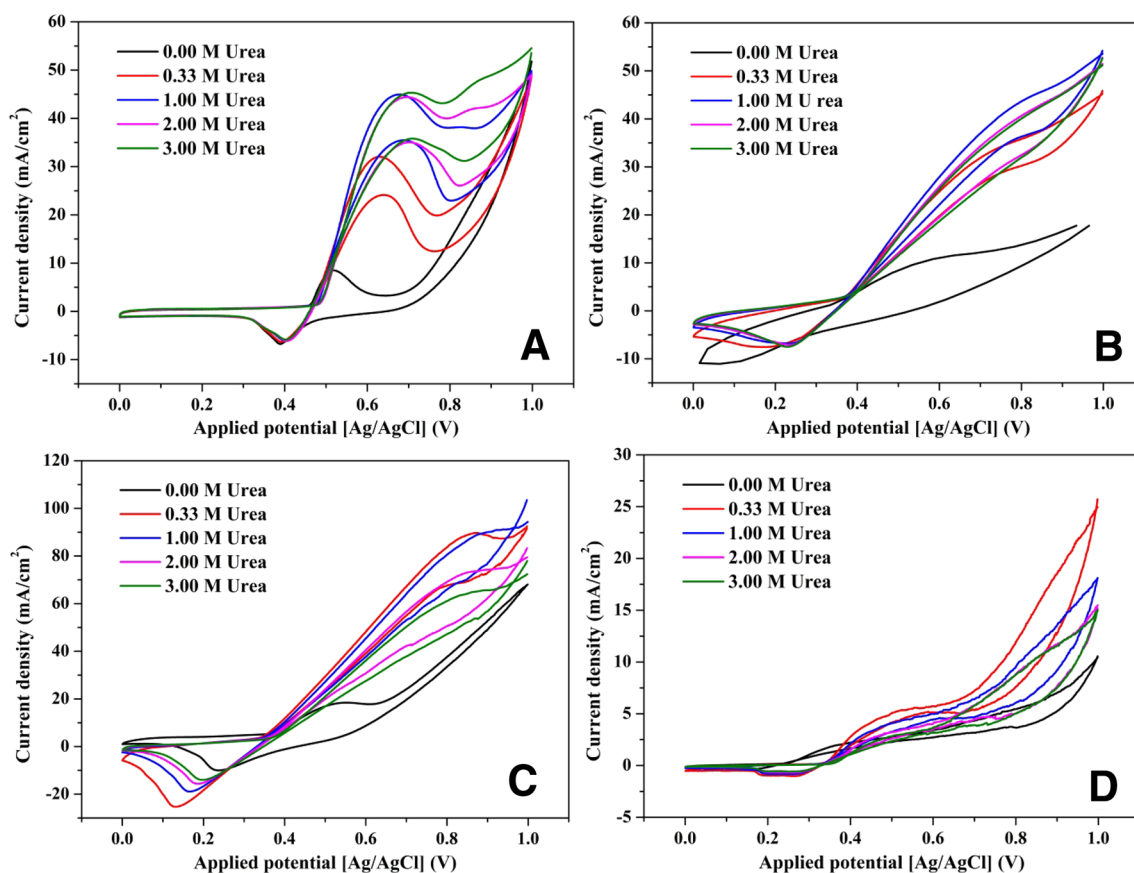 60
50
40
30
20
10
0
-10
Current density (mA/cm²)
0.00 M Urea
0.33 M Urea
1.00 M Urea
2.00 M Urea
3.00 M Urea
A
0.0 0.2 0.4 0.6 0.8 1.0
Applied potential [Ag/AgCl] (V)
60
50
40
30
20
10
0
-10
Current density (mA/cm²)
0.00 M Urea
0.33 M Urea
1.00 M U rea
2.00 M Urea
3.00 M Urea
B
0.0 0.2 0.4 0.6 0.8 1.0
Applied potential [Ag/AgCl] (V)
120
100
80
60
40
20
0
-20
Current density (mA/cm²)
0.00 M Urea
0.33 M Urea
1.00 M Urea
2.00 M Urea
3.00 M Urea
C
0.0 0.2 0.4 0.6 0.8 1.0
Applied potential [Ag/AgCl] (V)
30
25
20
15
10
5
0
-5
Current density (mA/cm²)
0.00 M Urea
0.33 M Urea
1.00 M Urea
2.00 M Urea
3.00 M Urea
D
0.0 0.2 0.4 0.6 0.8 1.0
Applied potential [Ag/AgCl] (V)